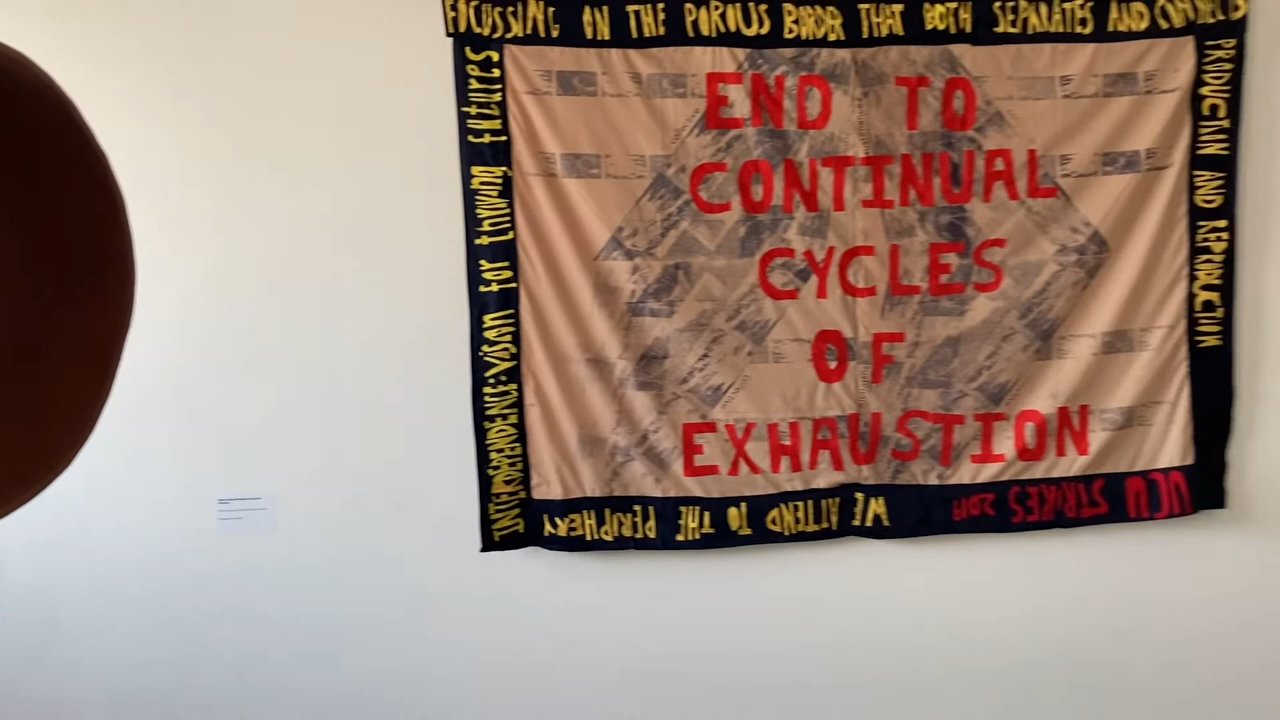 FOCUSSING ON THE POROUS BORDER THAT BOTH SEPARATES AND CONNECTS
PRODUCTION AND REPRODUCTION
INTERDEPENDENCE: VISION for thriving futures
END TO
CONTINUAL
CYCLES
OF
EXHAUSTION
UCU STRIKES 2019
WE ATTEND TO THE PERIPHERY